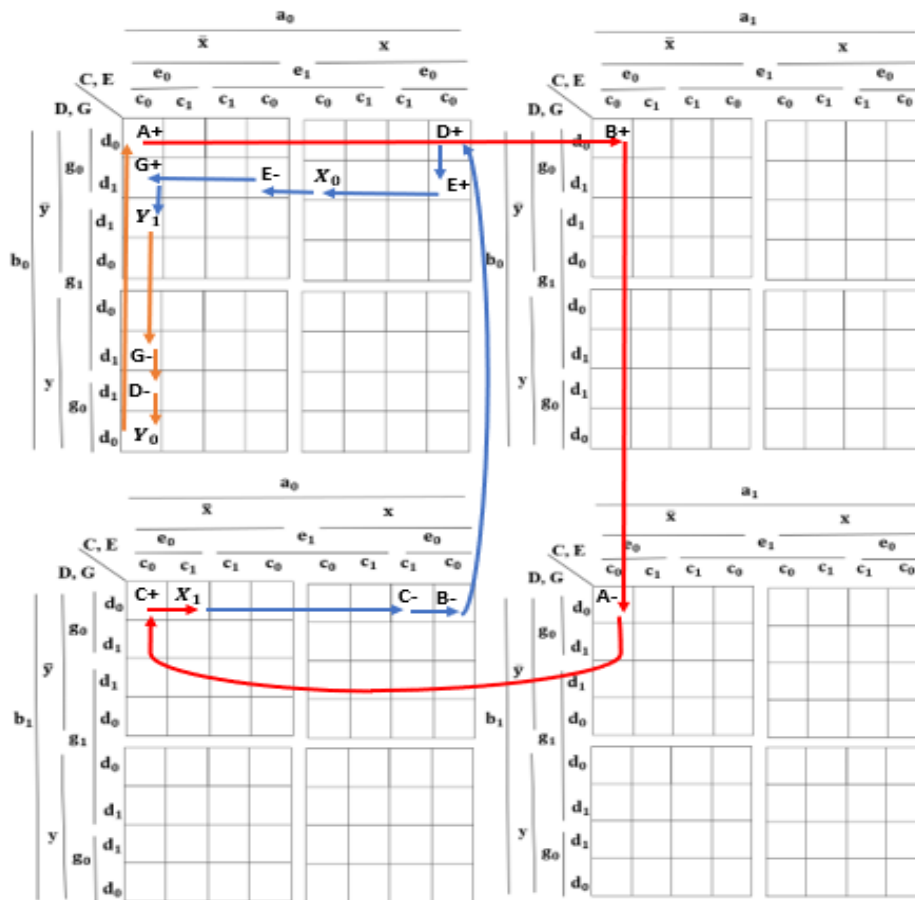 a₀ a₁
x̄ x x̄ x
e₀ e₁ e₀ e₀ e₁ e₀
C, E C, E
c₀ c₁ c₁ c₀ c₀ c₁ c₁ c₀ c₀ c₁ c₁ c₀ c₀ c₁ c₁ c₀
D, G D, G
d₀ A+ D+ d₀ B+
g₀ g₀
G+ E- X₀
d₁ E+ d₁
ȳ ȳ
d₁ Y₁ d₁
b₀ d₀ b₀ d₀
g₁ g₁
d₀ d₀
d₁ G- d₁
y y
d₁ D- d₁
g₀ g₀
d₀ Y₀ d₀
a₀ a₁
x̄ x x̄ x
e₀ e₁ e₀ e₀ e₁ e₀
C, E C, E
c₀ c₁ c₁ c₀ c₀ c₁ c₁ c₀ c₀ c₁ c₁ c₀ c₀ c₁ c₁ c₀
D, G D, G
d₀ C+ X₁ C- B- d₀ A-
g₀ g₀
d₁ d₁
ȳ ȳ
d₁ d₁
b₁ d₀ b₁ d₀
g₁ g₁
d₀ d₀
d₁ d₁
y y
d₁ d₁
g₀ g₀
d₀ d₀